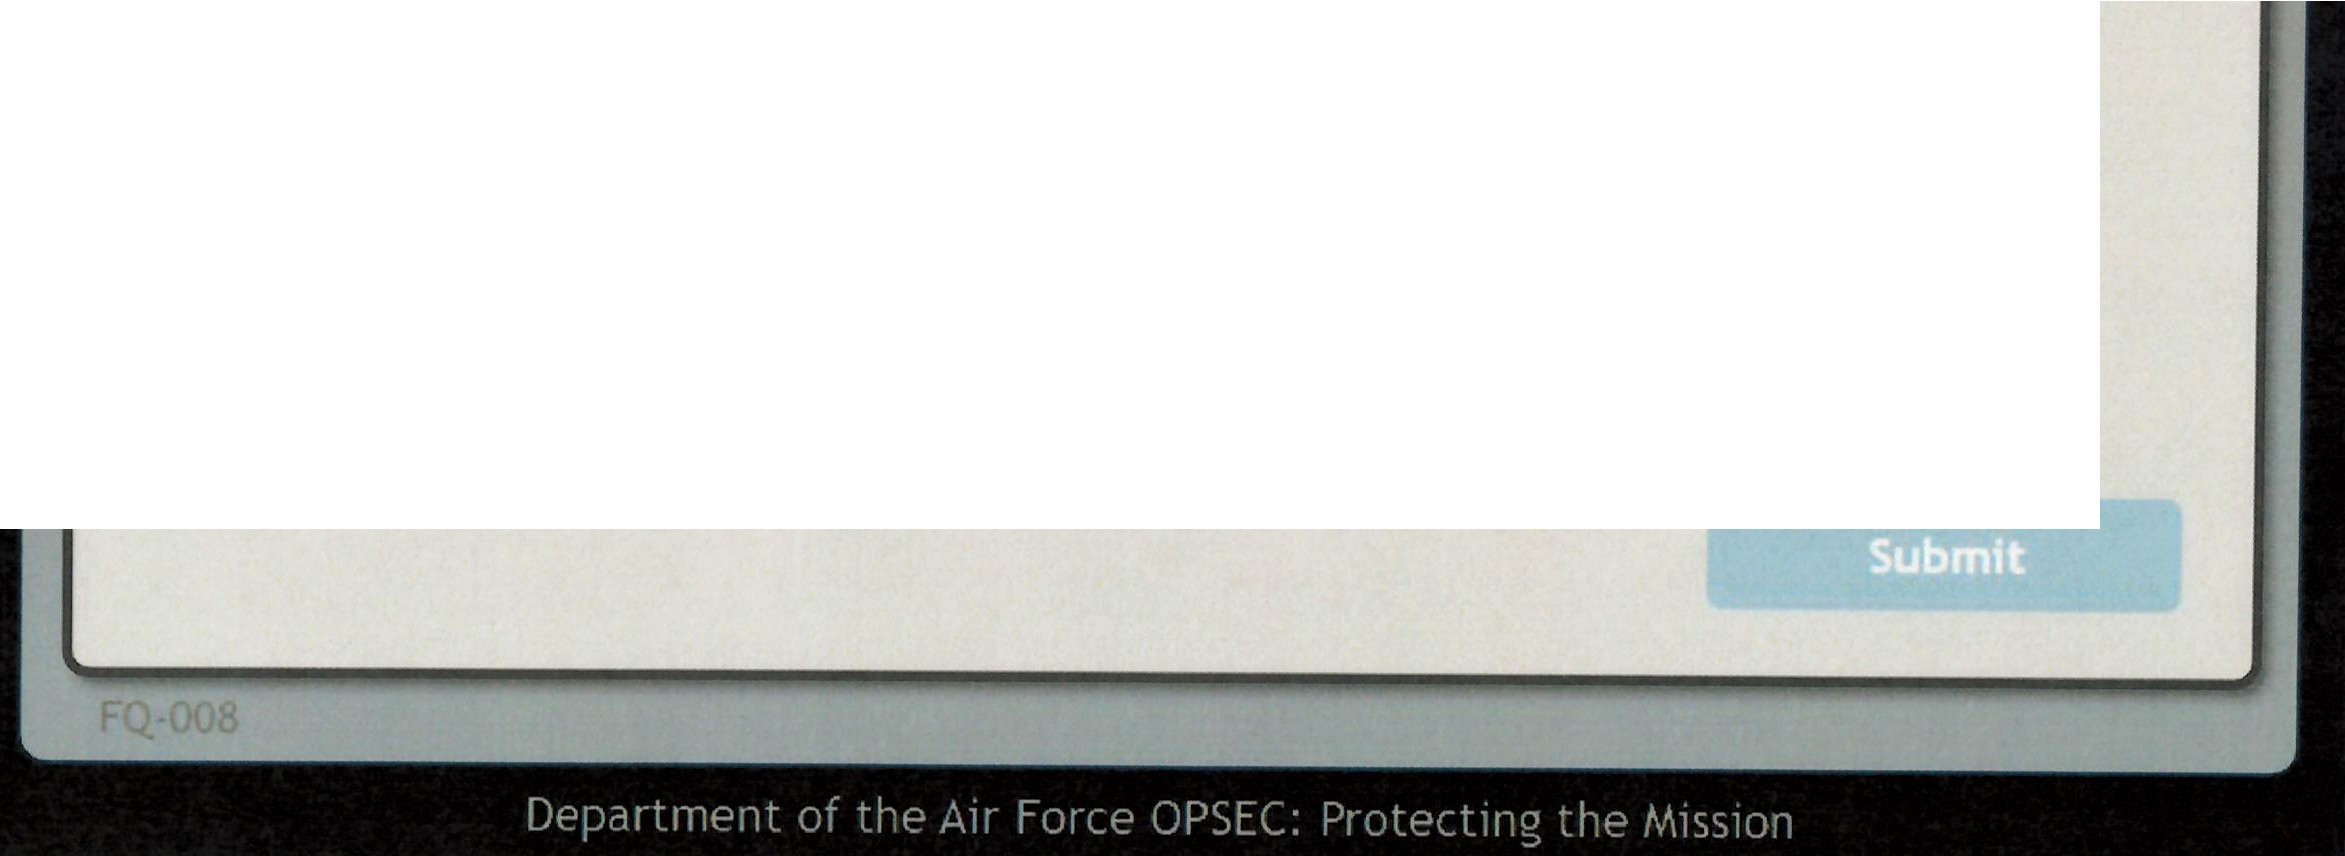 Submit
FQ-008
Department of the Air Force OPSEC: Protecting the Mission